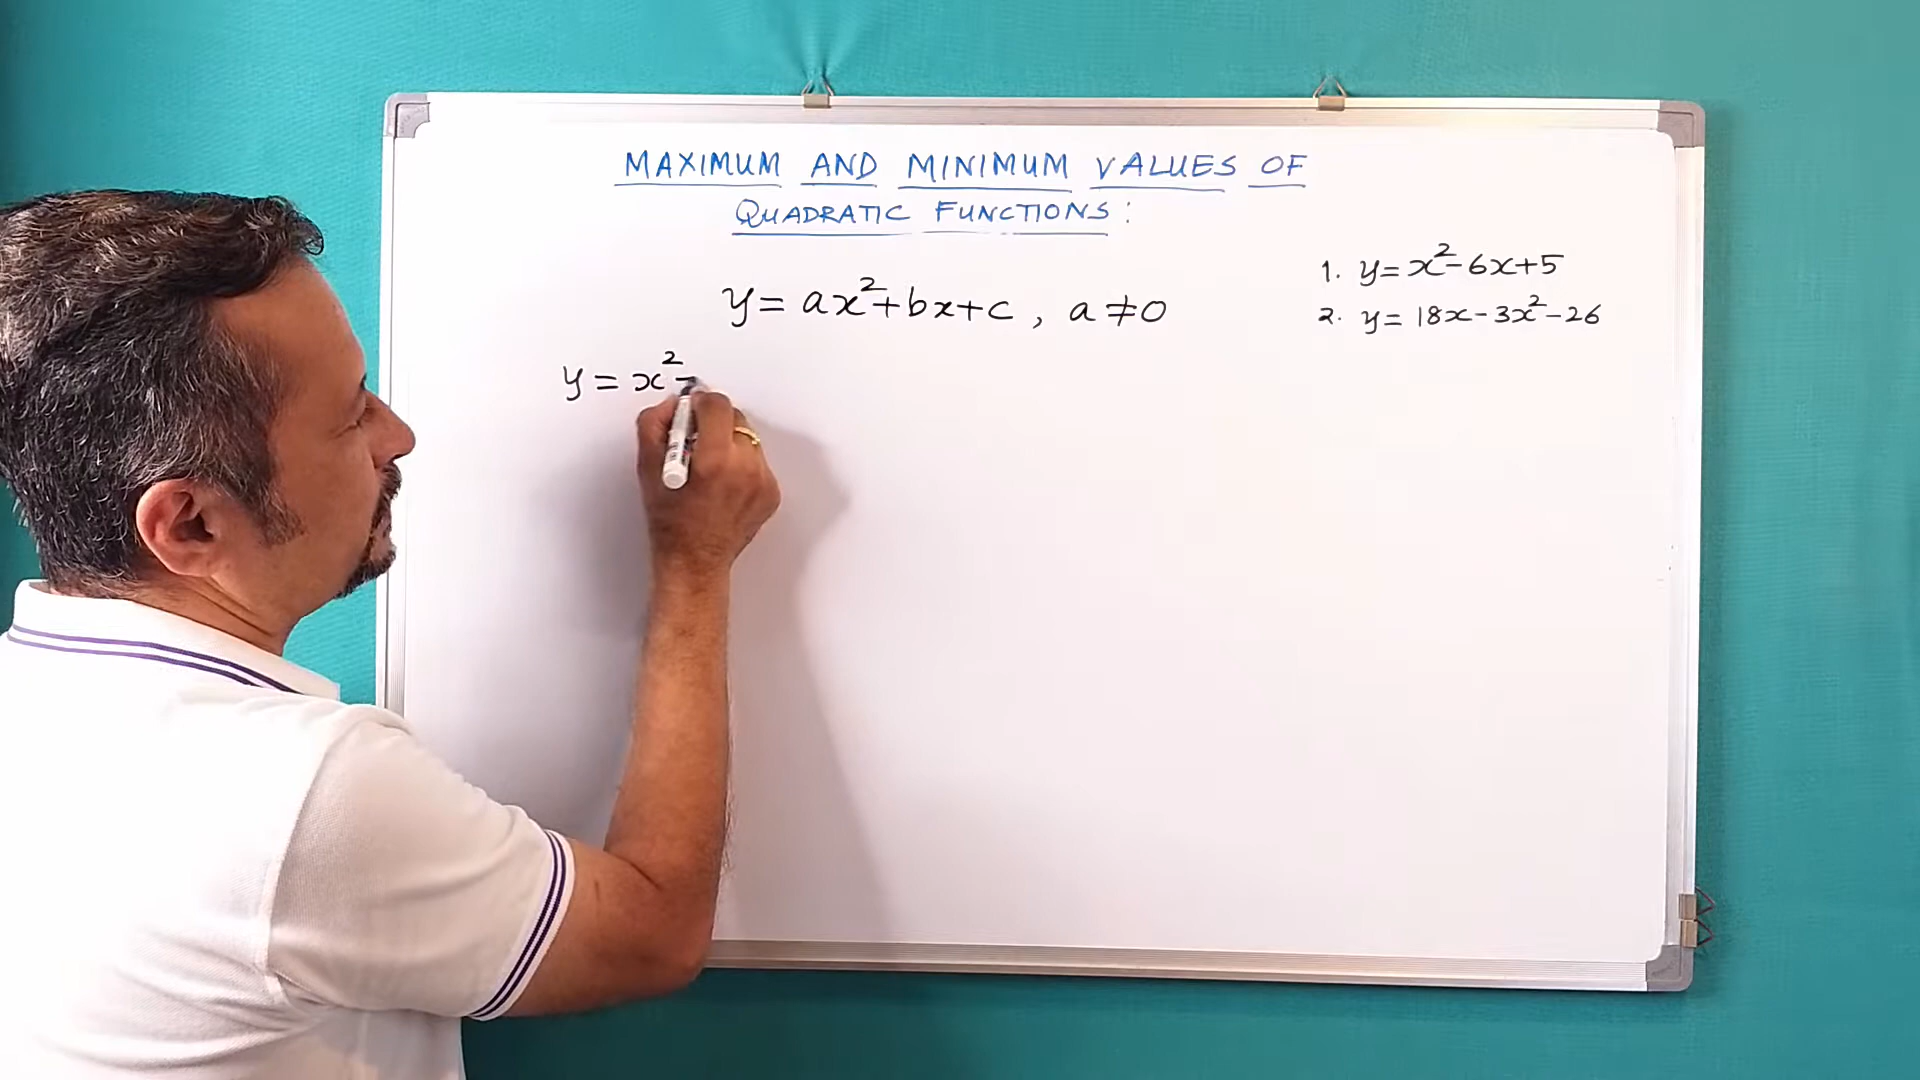 MAXIMUM AND MINIMUM VALUES OF
QUADRATIC FUNCTIONS:
y = ax²+bx+c, a≠0
1. y=x²-6x+5
2. y= 18x-3x²-26
y = x²-